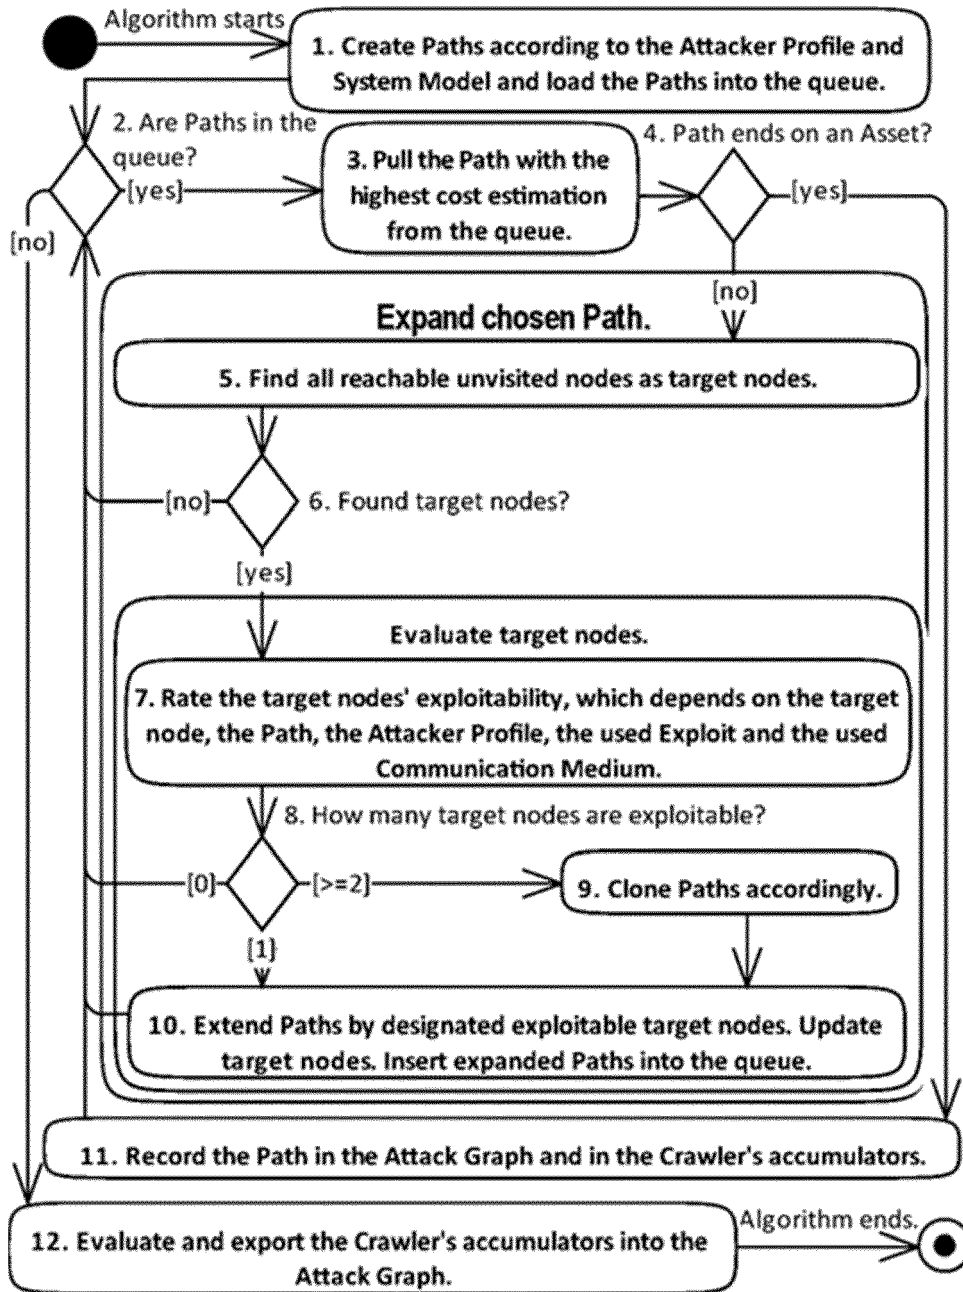 Algorithm starts
1. Create Paths according to the Attacker Profile and
System Model and load the Paths into the queue.
2. Are Paths in the
queue?
[yes]
[no]
3. Pull the Path with the
highest cost estimation
from the queue.
4. Path ends on an Asset?
[yes]
[no]
Expand chosen Path.
5. Find all reachable unvisited nodes as target nodes.
[no]
6. Found target nodes?
[yes]
Evaluate target nodes.
7. Rate the target nodes' exploitability, which depends on the target
node, the Path, the Attacker Profile, the used Exploit and the used
Communication Medium.
8. How many target nodes are exploitable?
[0]
[>=2]
9. Clone Paths accordingly.
[1]
10. Extend Paths by designated exploitable target nodes. Update
target nodes. Insert expanded Paths into the queue.
11. Record the Path in the Attack Graph and in the Crawler's accumulators.
12. Evaluate and export the Crawler's accumulators into the
Attack Graph.
Algorithm ends.